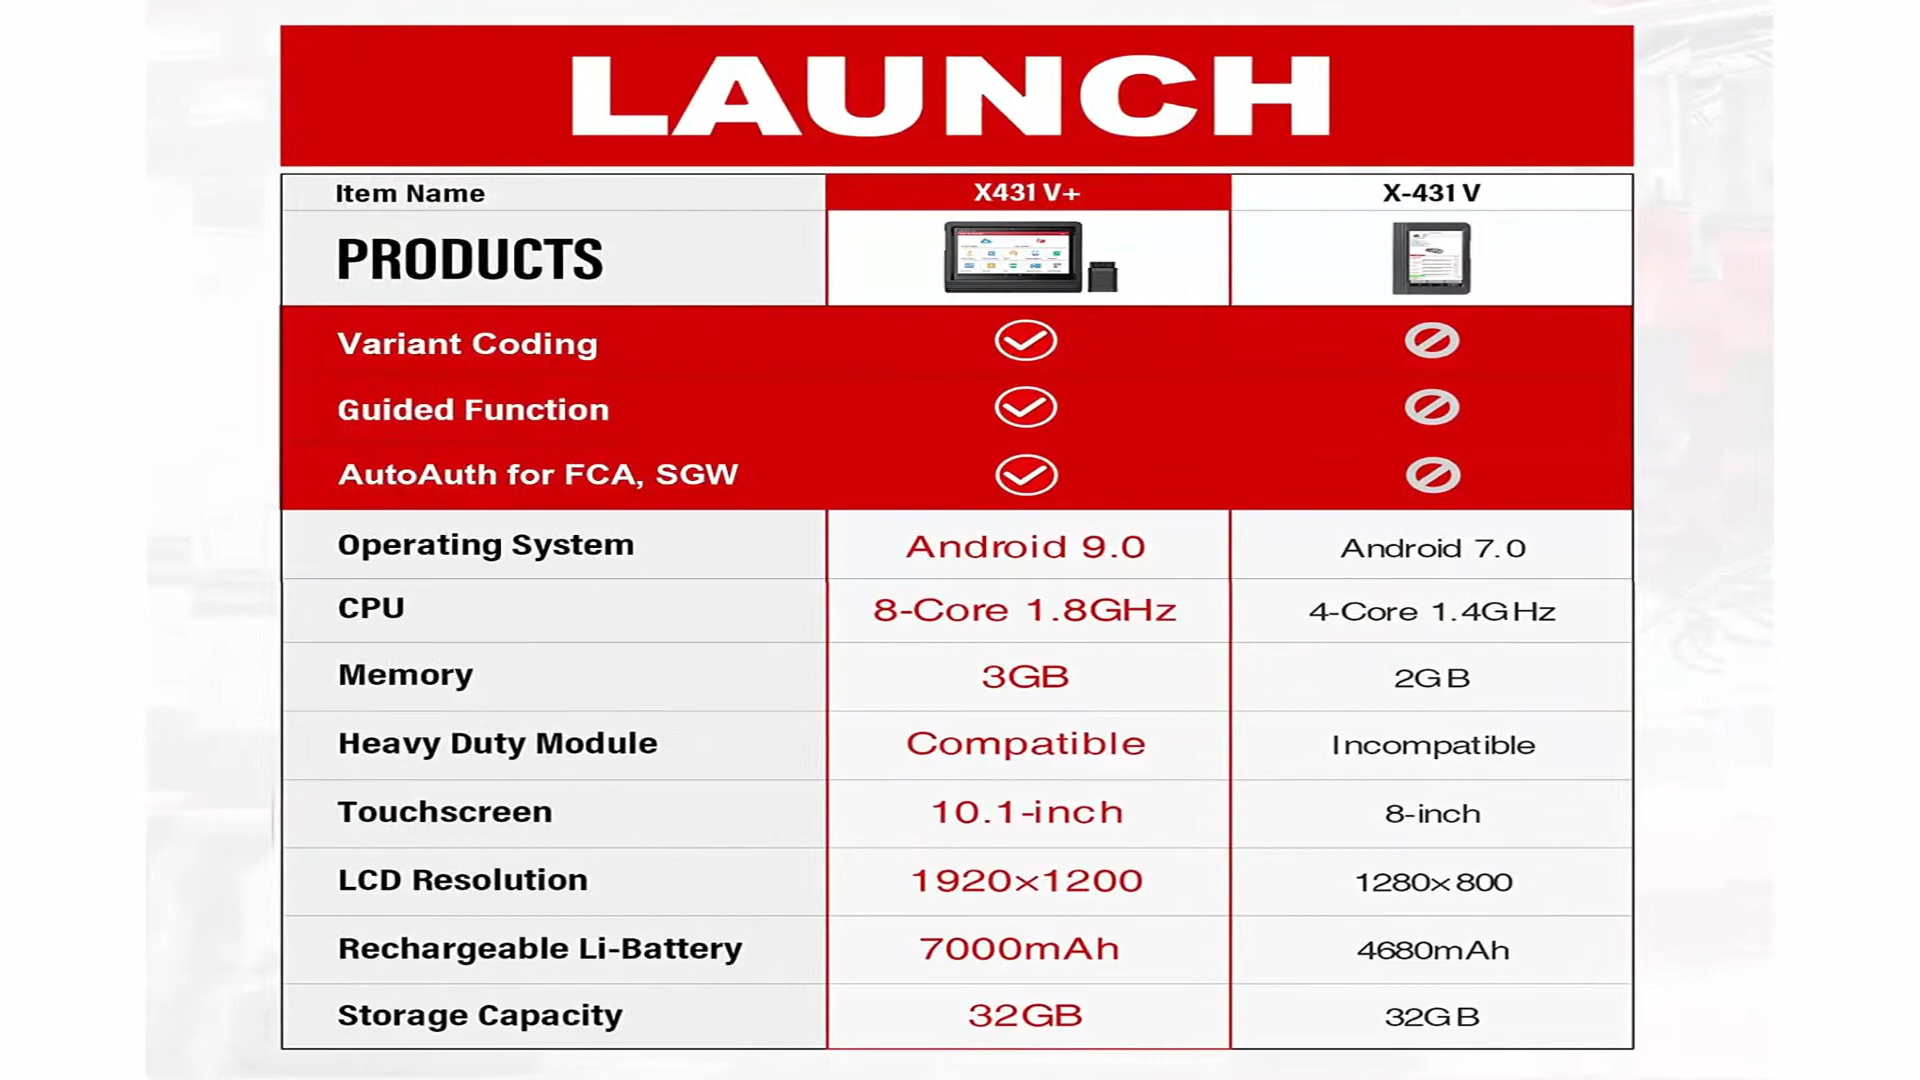 LAUNCH
Item Name X431 V+ X-431 V
PRODUCTS
Variant Coding
Guided Function
AutoAuth for FCA, SGW
Operating System Android 9.0 Android 7.0
CPU 8-Core 1.8GHz 4-Core 1.4GHz
Memory 3GB 2GB
Heavy Duty Module Compatible Incompatible
Touchscreen 10.1-inch 8-inch
LCD Resolution 1920×1200 1280×800
Rechargeable Li-Battery 7000mAh 4680mAh
Storage Capacity 32GB 32GB